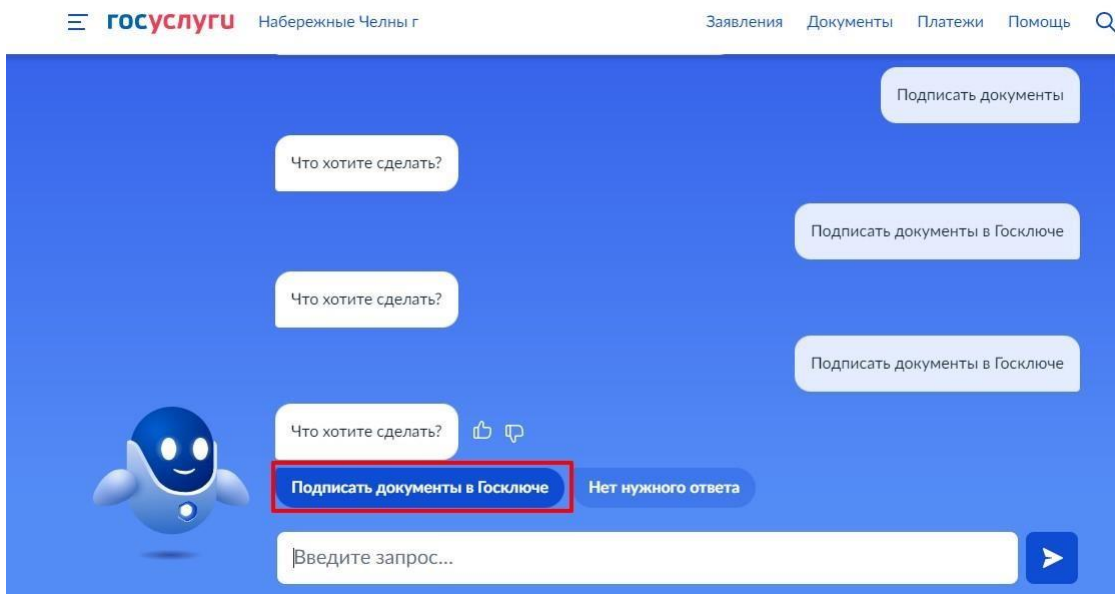 госуслуги Набережные Челны г Заявления Документы Платежи Помощь
Подписать документы
Что хотите сделать?
Подписать документы в Госключе
Что хотите сделать?
Подписать документы в Госключе
Что хотите сделать?
Подписать документы в Госключе Нет нужного ответа
Введите запрос...